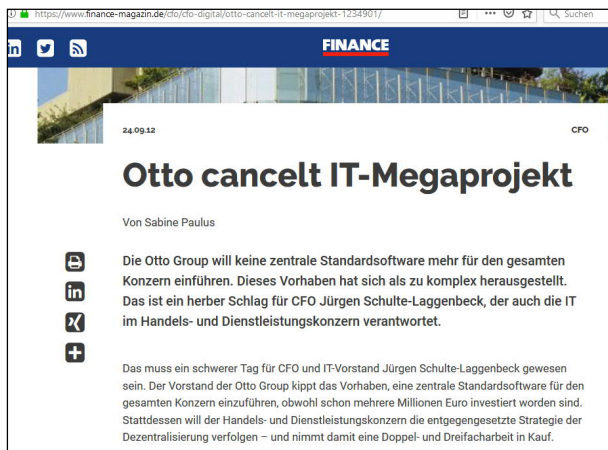 https://www.finance-magazin.de/cfo/cfo-digital/otto-cancelt-it-megaprojekt-1234901/
Suchen
FINANCE
24.09.12
CFO
Otto cancelt IT-Megaprojekt
Von Sabine Paulus
Die Otto Group will keine zentrale Standardsoftware mehr für den gesamten
Konzern einführen. Dieses Vorhaben hat sich als zu komplex herausgestellt.
Das ist ein herber Schlag für CFO Jürgen Schulte-Laggenbeck, der auch die IT
im Handels- und Dienstleistungskonzern verantwortet.
Das muss ein schwerer Tag für CFO und IT-Vorstand Jürgen Schulte-Laggenbeck gewesen
sein. Der Vorstand der Otto Group kippt das Vorhaben, eine zentrale Standardsoftware für den
gesamten Konzern einzuführen, obwohl schon mehrere Millionen Euro investiert worden sind.
Stattdessen will der Handels- und Dienstleistungskonzern die entgegengesetzte Strategie der
Dezentralisierung verfolgen – und nimmt damit eine Doppel- und Dreifacharbeit in Kauf.